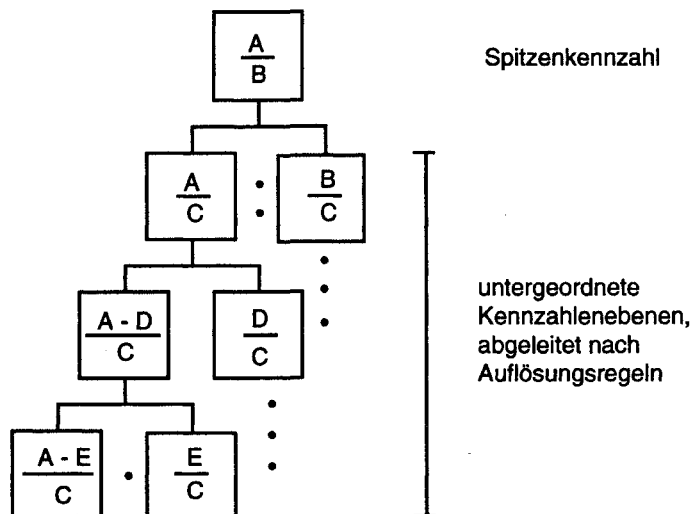 A
B
Spitzenkennzahl
A
C
:
B
C
A - D
C
D
C
untergeordnete
Kennzahlenebenen,
abgeleitet nach
Auflösungsregeln
A - E
C
·
E
C